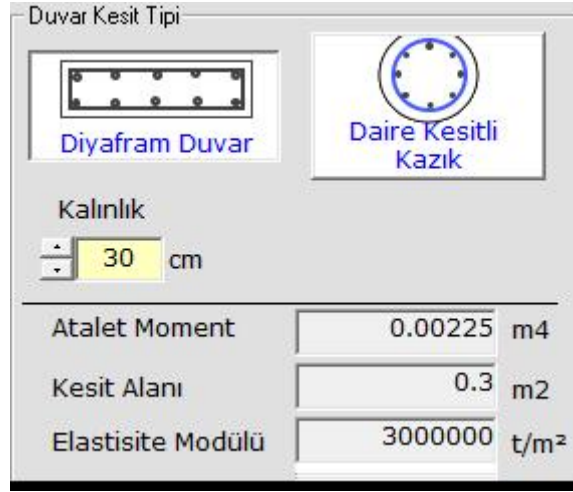 Duvar Kesit Tipi
Diyafram Duvar
Daire Kesitli
Kazık
Kalınlık
30 cm
Atalet Moment 0.00225 m4
Kesit Alanı 0.3 m2
Elastisite Modülü 3000000 t/m²